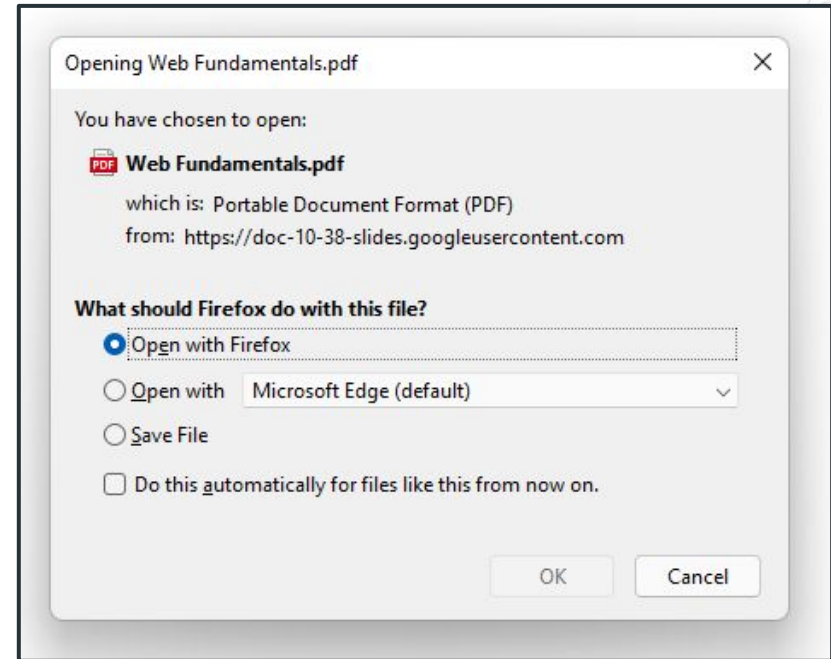 Opening Web Fundamentals.pdf
You have chosen to open:
PDF Web Fundamentals.pdf
which is: Portable Document Format (PDF)
from: https://doc-10-38-slides.googleusercontent.com
What should Firefox do with this file?
Open with Firefox
Open with Microsoft Edge (default)
Save File
Do this automatically for files like this from now on.
OK Cancel